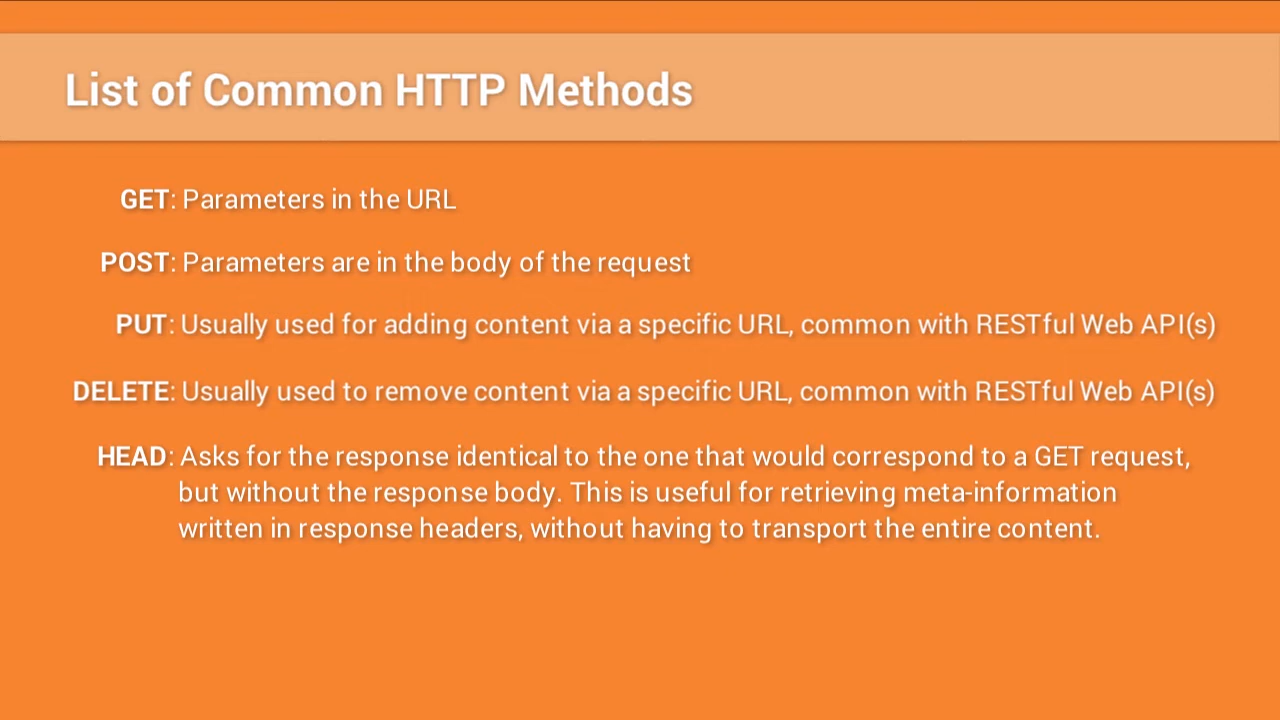 List of Common HTTP Methods
GET: Parameters in the URL
POST: Parameters are in the body of the request
PUT: Usually used for adding content via a specific URL, common with RESTful Web API(s)
DELETE: Usually used to remove content via a specific URL, common with RESTful Web API(s)
HEAD: Asks for the response identical to the one that would correspond to a GET request,
but without the response body. This is useful for retrieving meta-information
written in response headers, without having to transport the entire content.